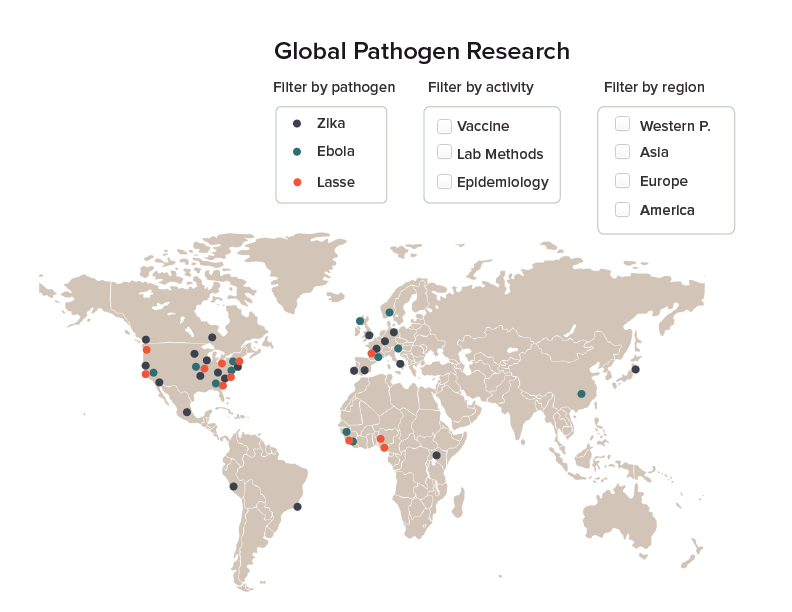 Global Pathogen Research
Filter by pathogen
Zika
Ebola
Lasse
Filter by activity
Vaccine
Lab Methods
Epidemiology
Filter by region
Western P.
Asia
Europe
America